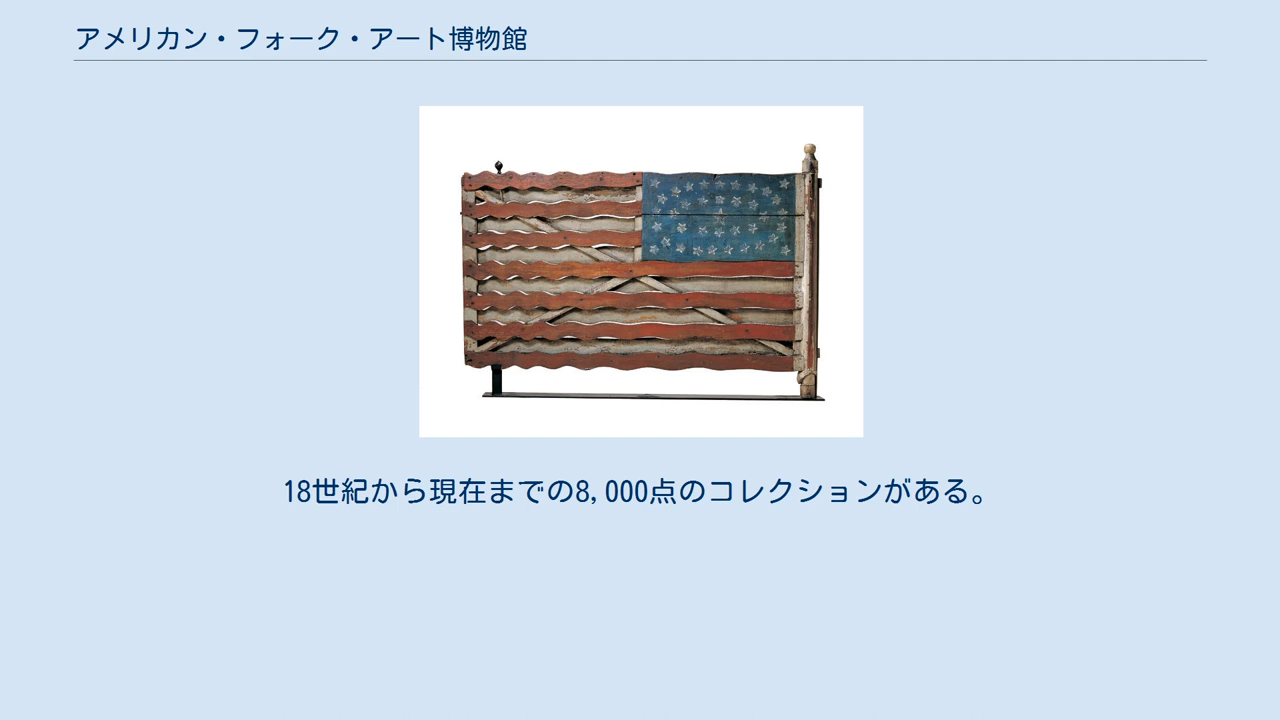 アメリカン・フォーク・アート博物館
18世紀から現在までの8,000点のコレクションがある。